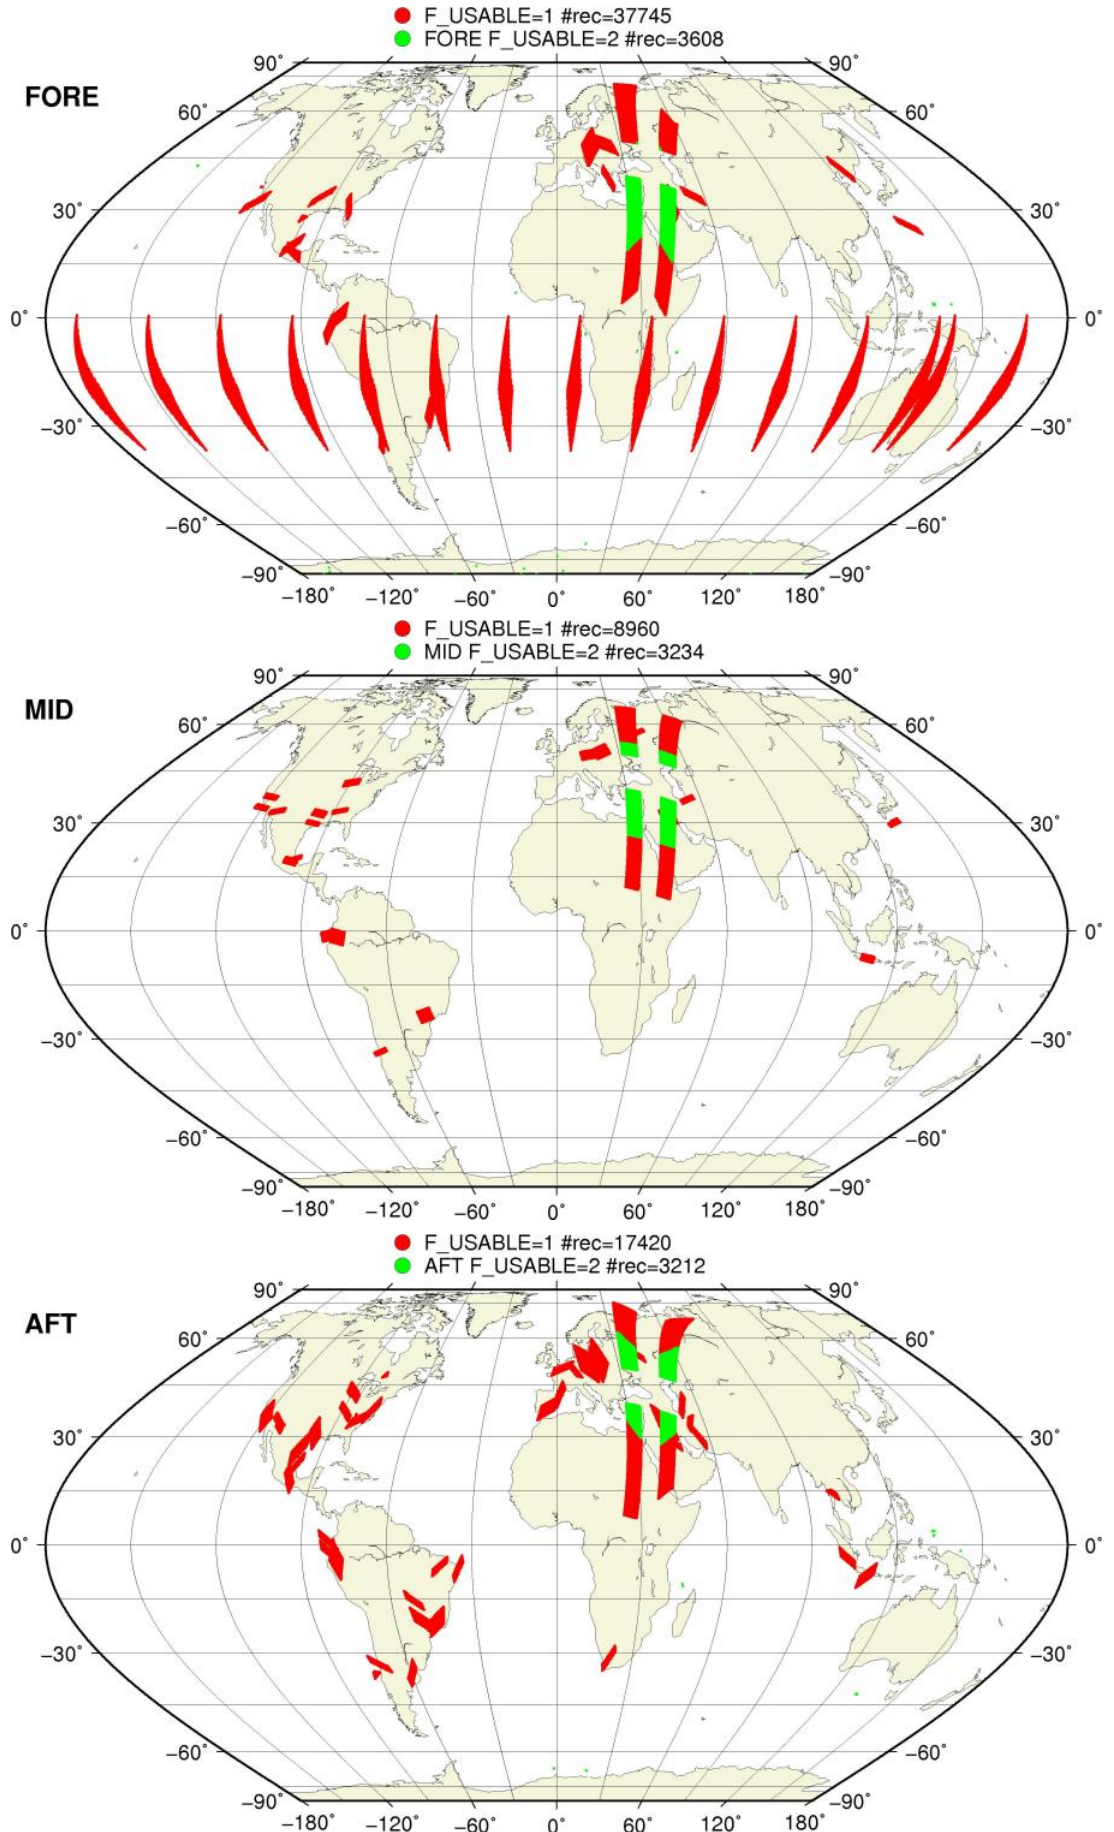 F_USABLE=1 #rec=37745
FORE F_USABLE=2 #rec=3608
FORE
90˚ 90˚
60˚ 60˚
30˚ 30˚
0˚ 0˚
−30˚ −30˚
−60˚ −60˚
−90˚ −90˚
−180˚ −120˚ −60˚ 0˚ 60˚ 120˚ 180˚
F_USABLE=1 #rec=8960
MID F_USABLE=2 #rec=3234
MID
90˚ 90˚
60˚ 60˚
30˚ 30˚
0˚ 0˚
−30˚ −30˚
−60˚ −60˚
−90˚ −90˚
−180˚ −120˚ −60˚ 0˚ 60˚ 120˚ 180˚
F_USABLE=1 #rec=17420
AFT F_USABLE=2 #rec=3212
AFT
90˚ 90˚
60˚ 60˚
30˚ 30˚
0˚ 0˚
−30˚ −30˚
−60˚ −60˚
−90˚ −90˚
−180˚ −120˚ −60˚ 0˚ 60˚ 120˚ 180˚